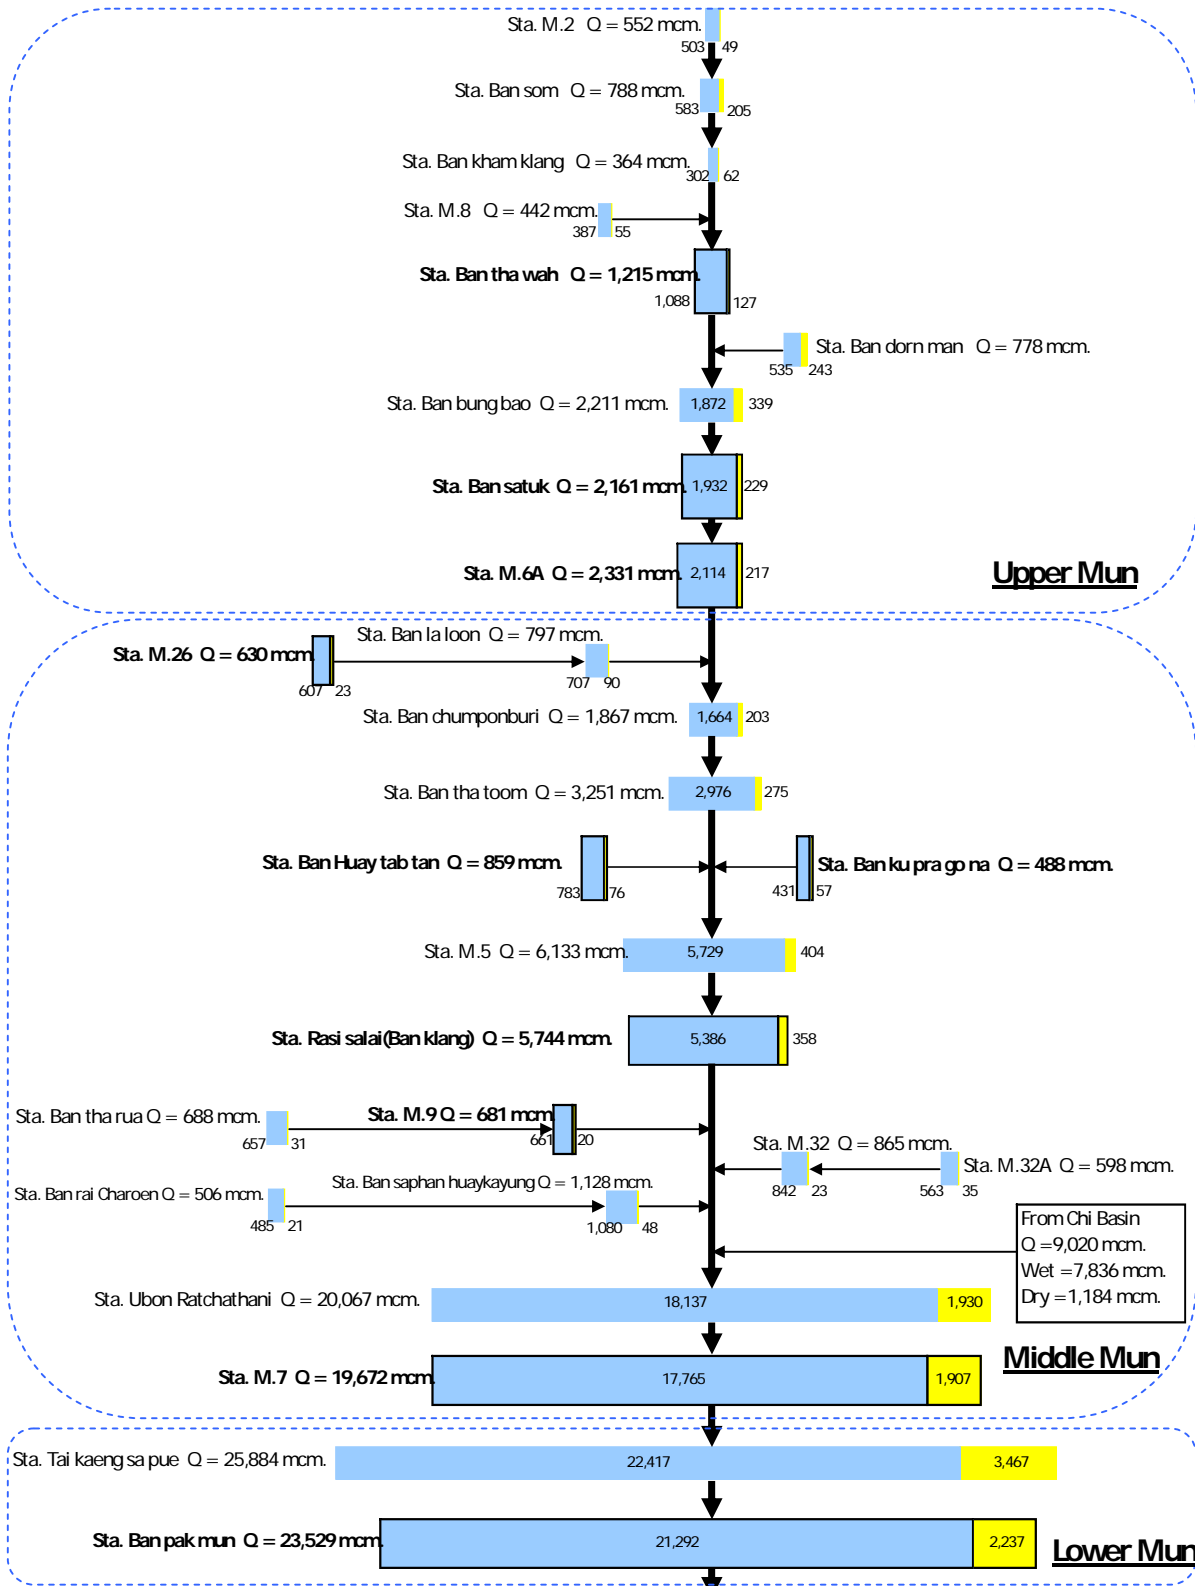 Sta. M.2 Q = 552 mcm.
503 49
Sta. Ban som Q = 788 mcm.
583 205
Sta. Ban kham klang Q = 364 mcm.
302 62
Sta. M.8 Q = 442 mcm.
387 55
Sta. Ban tha wah Q = 1,215 mcm.
1,088 127
Sta. Ban dorn man Q = 778 mcm.
535 243
Sta. Ban bung bao Q = 2,211 mcm. 1,872 339
Sta. Ban satuk Q = 2,161 mcm. 1,932 229
Sta. M.6A Q = 2,331 mcm. 2,114 217
Upper Mun
Sta. Ban la loon Q = 797 mcm.
Sta. M.26 Q = 630 mcm.
607 23 707 90
Sta. Ban chumponburi Q = 1,867 mcm. 1,664 203
Sta. Ban tha toom Q = 3,251 mcm. 2,976 275
Sta. Ban Huay tab tan Q = 859 mcm. Sta. Ban ku pra go na Q = 488 mcm.
783 76 431 57
Sta. M.5 Q = 6,133 mcm. 5,729 404
Sta. Rasi salai(Ban klang) Q = 5,744 mcm. 5,386 358
Sta. Ban tha rua Q = 688 mcm. Sta. M.9 Q = 681 mcm.
657 31 661 20
Sta. M.32 Q = 865 mcm.
Sta. M.32A Q = 598 mcm.
842 23 563 35
Sta. Ban rai Charoen Q = 506 mcm. Sta. Ban saphan huaykayung Q = 1,128 mcm.
485 21 1,080 48
From Chi Basin
Q =9,020 mcm.
Wet =7,836 mcm.
Dry =1,184 mcm.
Sta. Ubon Ratchathani Q = 20,067 mcm. 18,137 1,930
Middle Mun
Sta. M.7 Q = 19,672 mcm. 17,765 1,907
Sta. Tai kaeng sa pue Q = 25,884 mcm. 22,417 3,467
Sta. Ban pak mun Q = 23,529 mcm. 21,292 2,237
Lower Mun